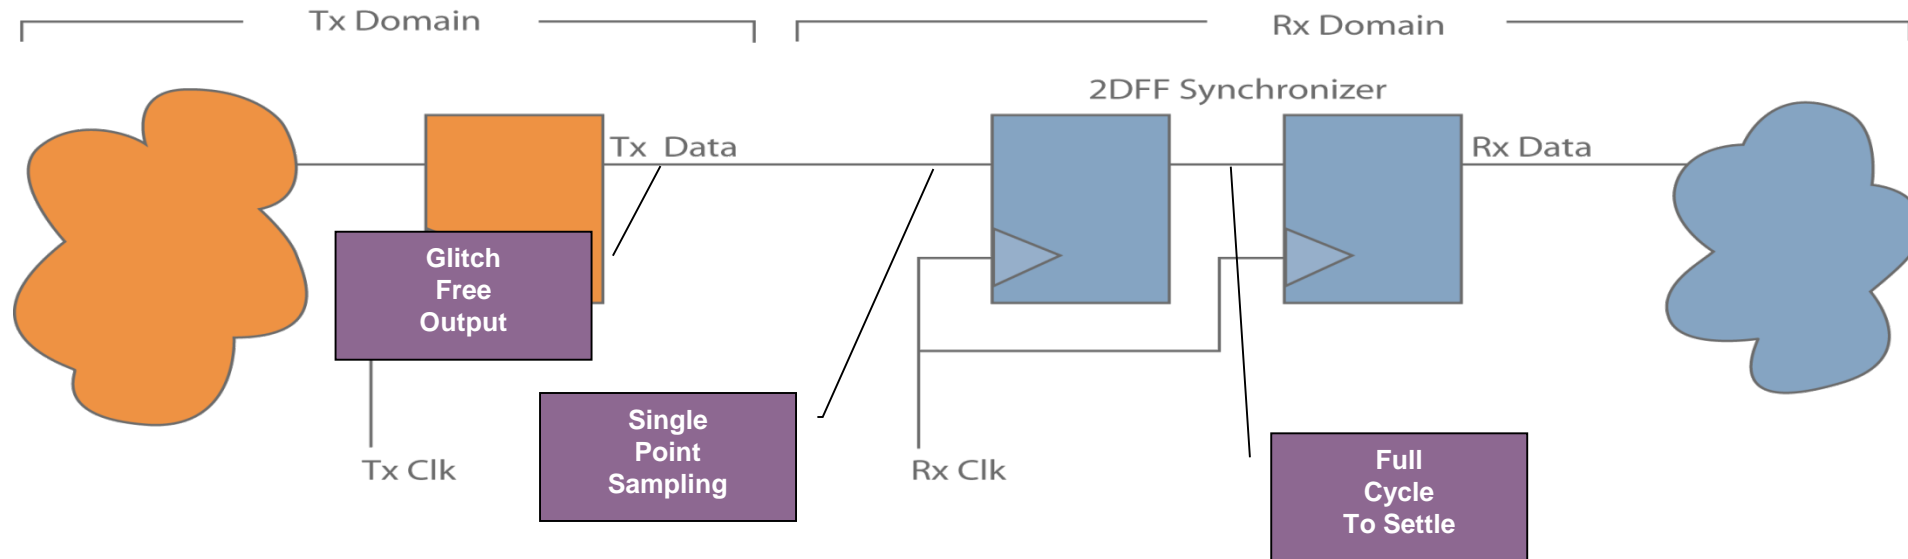 Tx Domain
Rx Domain
2DFF Synchronizer
Tx Data
Rx Data
Glitch
Free
Output
Single
Point
Sampling
Full
Cycle
To Settle
Tx Clk
Rx Clk